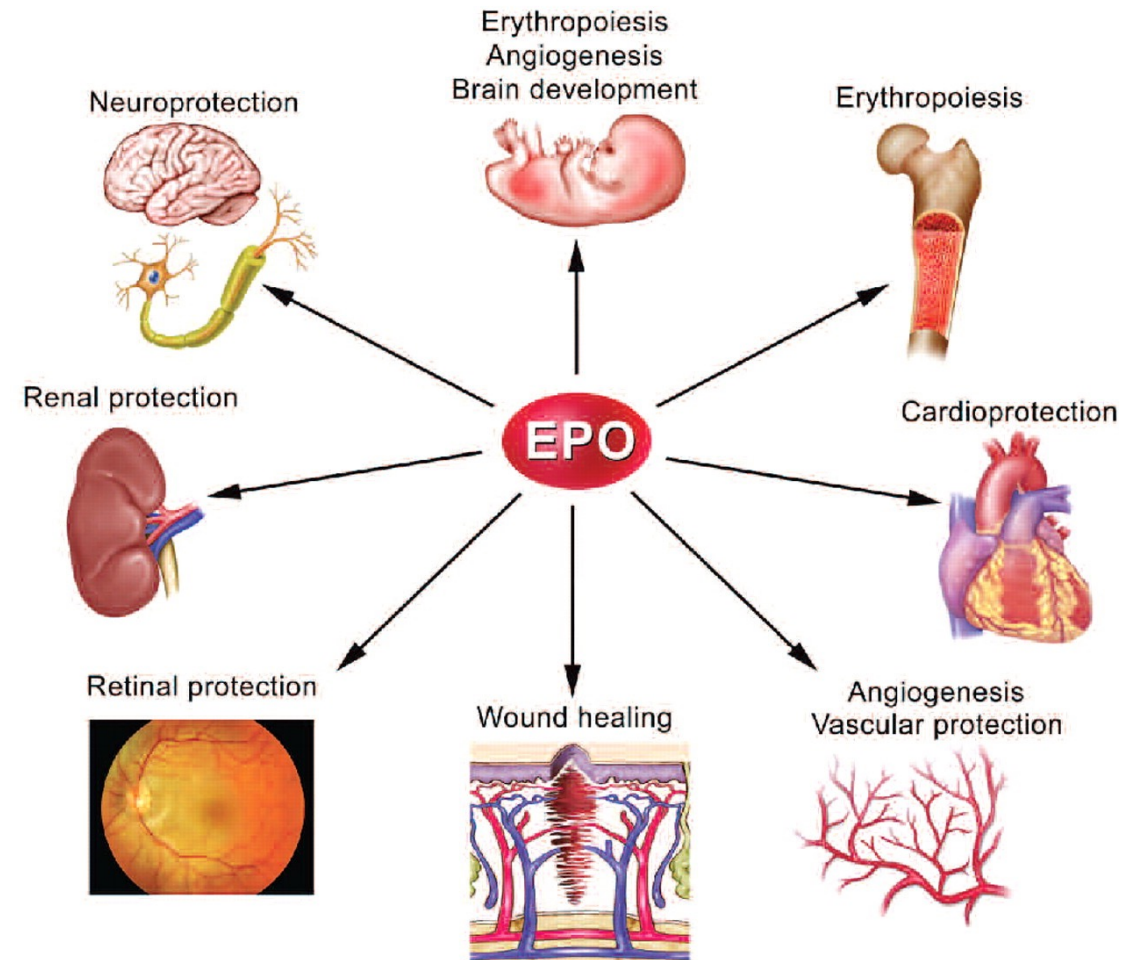 Erythropoiesis
Angiogenesis
Brain development
Neuroprotection
Erythropoiesis
Renal protection
EPO
Cardioprotection
Retinal protection
Wound healing
Angiogenesis
Vascular protection